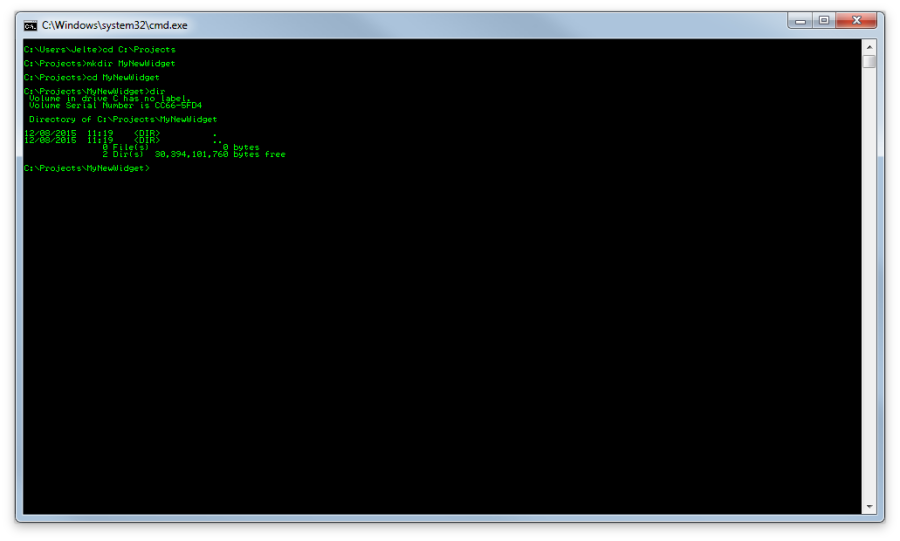 C:\Windows\system32\cmd.exe
C:\Users\Jelte>cd C:\Projects
C:\Projects>mkdir MyNewWidget
C:\Projects>cd MyNewWidget
C:\Projects\MyNewWidget>dir
Volume in drive C has no label.
Volume Serial Number is CC66-5FD4
Directory of C:\Projects\MyNewWidget
12/08/2015 11:19 <DIR> .
12/08/2015 11:19 <DIR> ..
0 File(s) 0 bytes
2 Dir(s) 30,394,101,760 bytes free
C:\Projects\MyNewWidget>